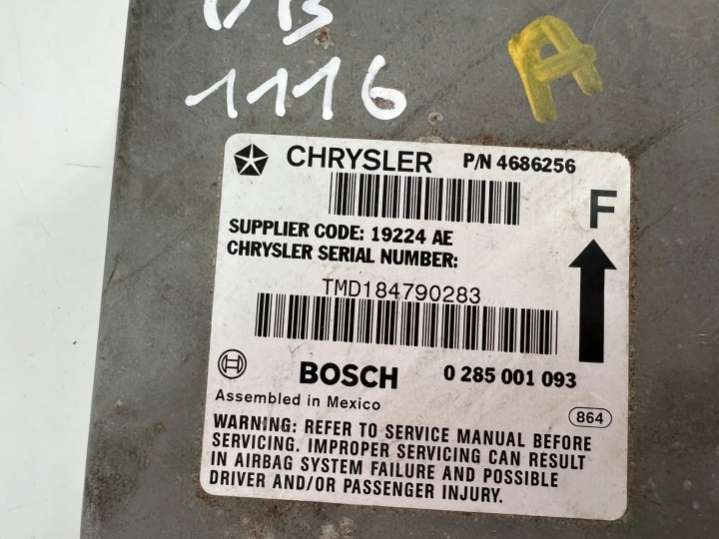 1116
A
CHRYSLER P/N 4686256
F
SUPPLIER CODE: 19224 AE
CHRYSLER SERIAL NUMBER:
TMD184790283
BOSCH 0 285 001 093
Assembled in Mexico
864
WARNING: REFER TO SERVICE MANUAL BEFORE
SERVICING. IMPROPER SERVICING CAN RESULT
IN AIRBAG SYSTEM FAILURE AND POSSIBLE
DRIVER AND/OR PASSENGER INJURY.